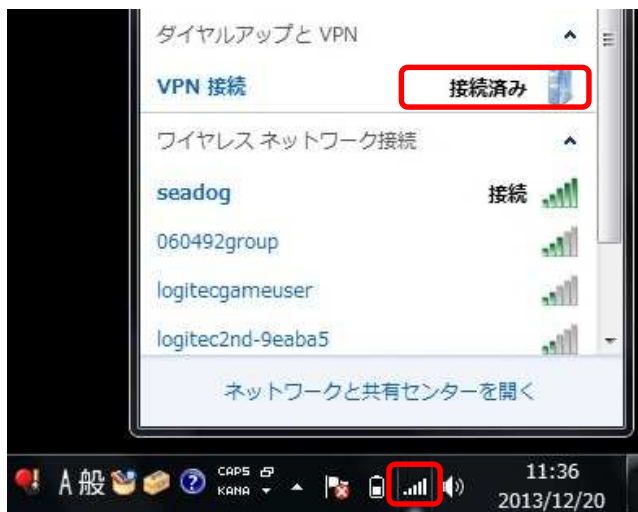 ダイヤルアップと VPN
VPN 接続 接続済み
ワイヤレス ネットワーク接続
seadog 接続
060492group
logitecgameuser
logitec2nd-9eaba5
ネットワークと共有センターを開く
A 般 CAPS KANA 11:36
2013/12/20